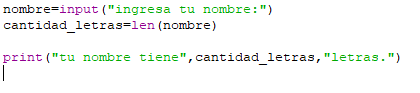 nombre=input("ingresa tu nombre:")
cantidad_letras=len(nombre)
print("tu nombre tiene",cantidad_letras,"letras.")